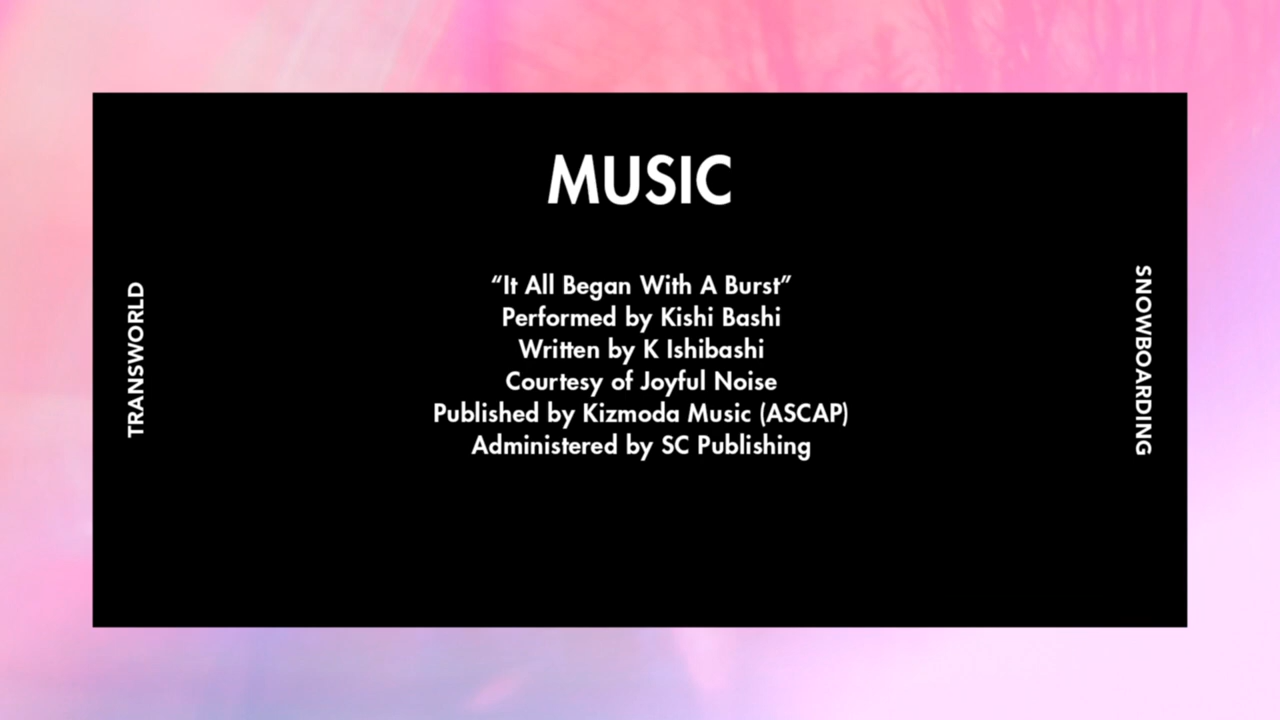 MUSIC
“It All Began With A Burst”
Performed by Kishi Bashi
Written by K Ishibashi
Courtesy of Joyful Noise
Published by Kizmoda Music (ASCAP)
Administered by SC Publishing
TRANSWORLD
SNOWBOARDING